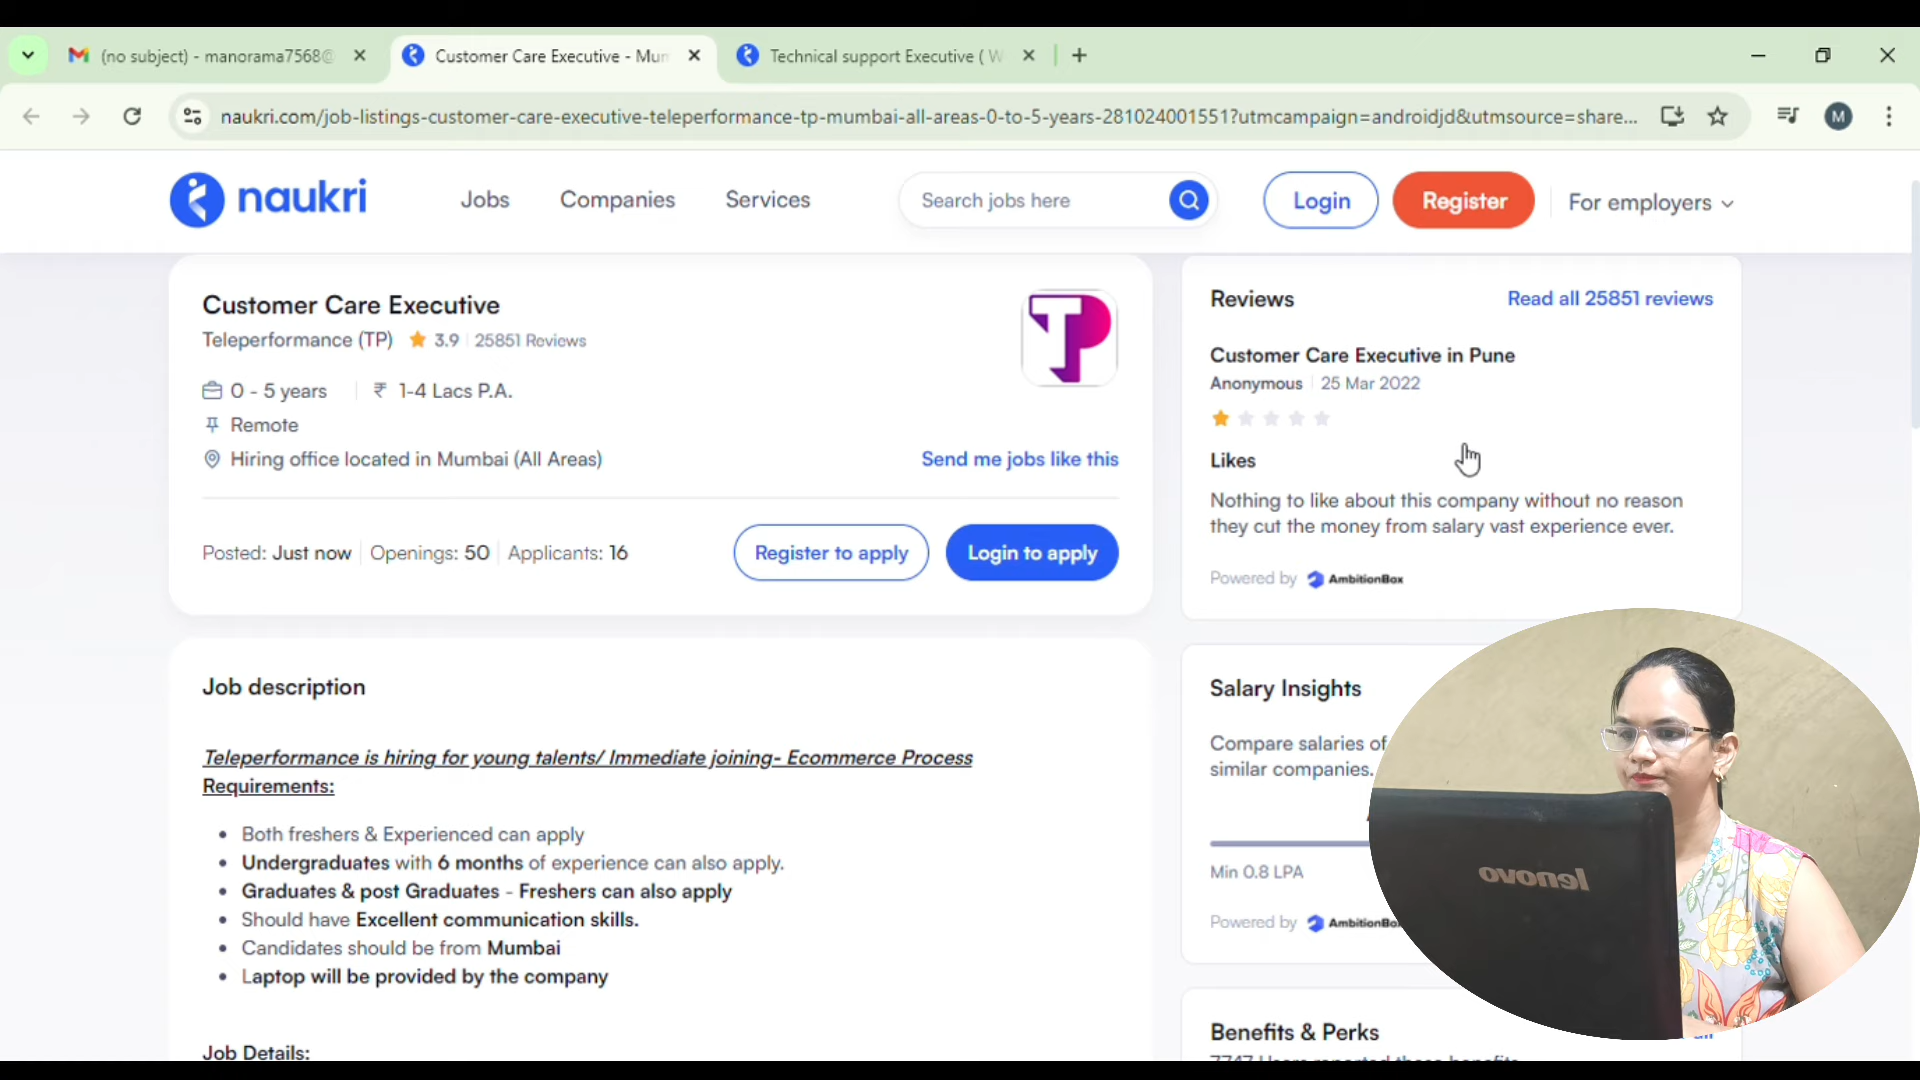 (no subject) - manorama7568@
Customer Care Executive - Mum
Technical support Executive ( W
naukri.com/job-listings-customer-care-executive-teleperformance-tp-mumbai-all-areas-0-to-5-years-281024001551?utmcampaign=androidjd&utmsource=share...
M
naukri
Jobs
Companies
Services
Search jobs here
Login
Register
For employers
Customer Care Executive
Teleperformance (TP) 3.9 25851 Reviews
0 - 5 years ₹ 1-4 Lacs P.A.
Remote
Hiring office located in Mumbai (All Areas)
Send me jobs like this
Posted: Just now Openings: 50 Applicants: 16
Register to apply
Login to apply
TP
Reviews
Read all 25851 reviews
Customer Care Executive in Pune
Anonymous 25 Mar 2022
Likes
Nothing to like about this company without no reason
they cut the money from salary vast experience ever.
Powered by AmbitionBox
Job description
Teleperformance is hiring for young talents/ Immediate joining- Ecommerce Process
Requirements:
• Both freshers & Experienced can apply
• Undergraduates with 6 months of experience can also apply.
• Graduates & post Graduates - Freshers can also apply
• Should have Excellent communication skills.
• Candidates should be from Mumbai
• Laptop will be provided by the company
Job Details:
Salary Insights
Compare salaries of
similar companies.
Min 0.8 LPA
Powered by AmbitionBox
Benefits & Perks
7747 Users reported these benefits
lenovo